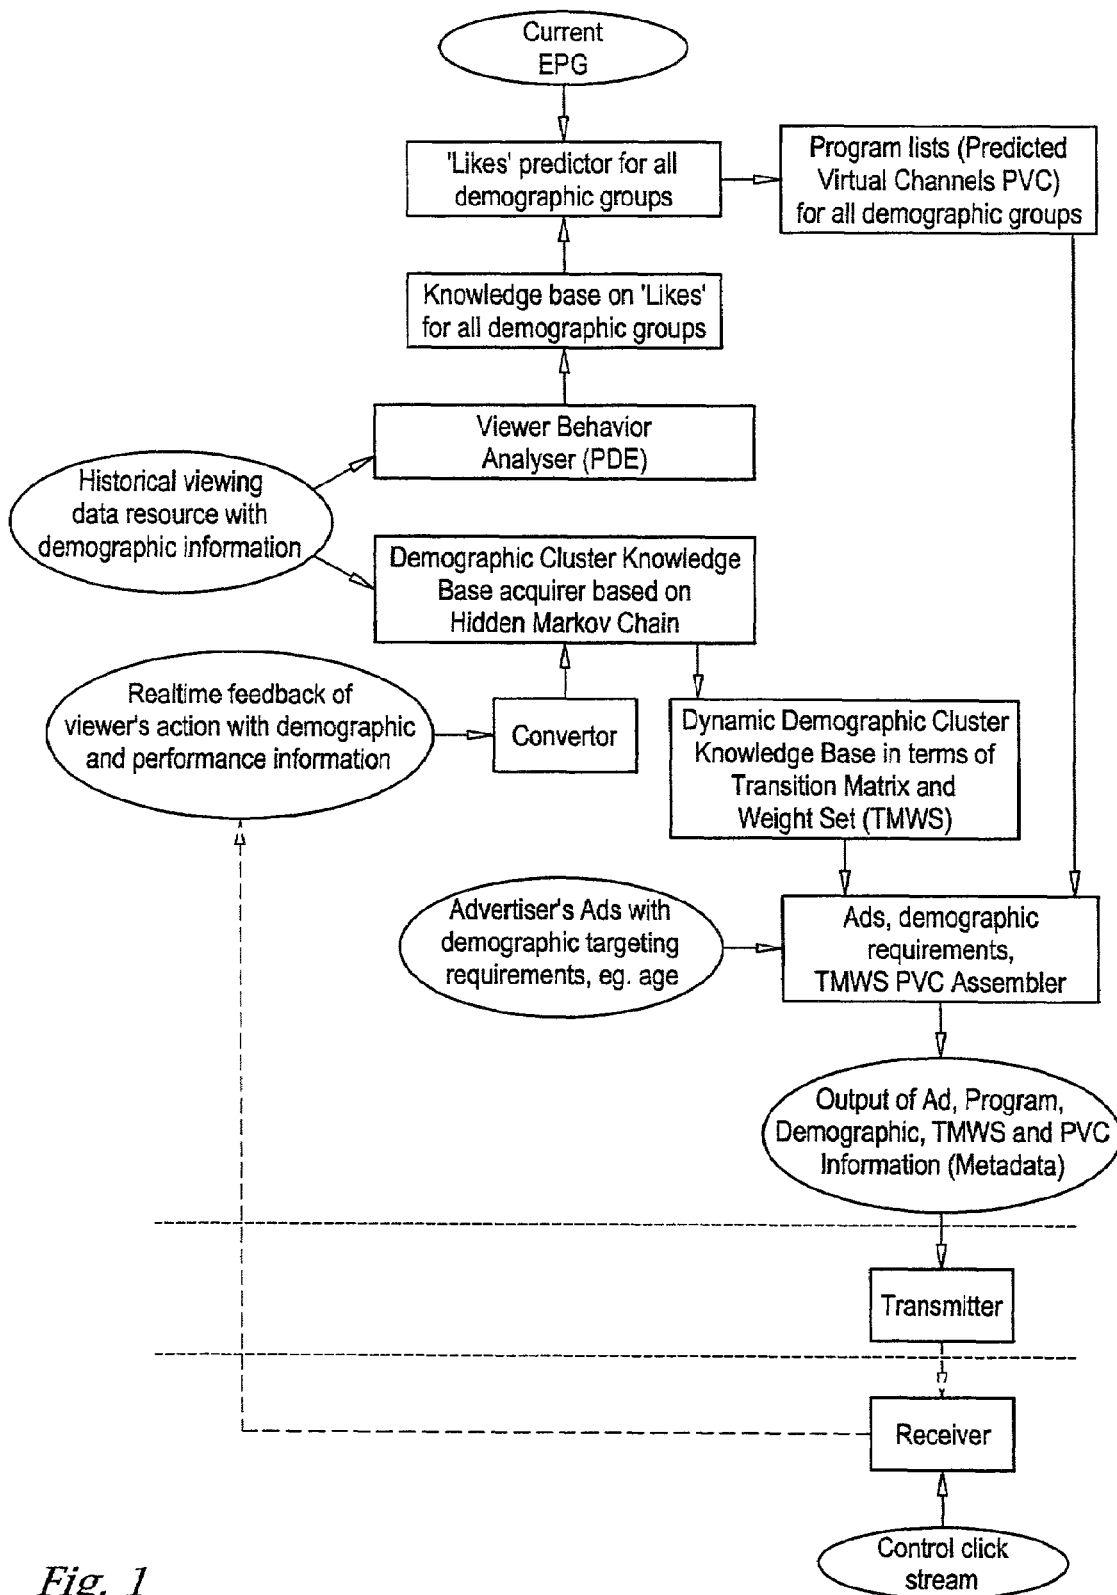 Current
EPG
'Likes' predictor for all
demographic groups
Program lists (Predicted
Virtual Channels PVC)
for all demographic groups
Knowledge base on 'Likes'
for all demographic groups
Viewer Behavior
Analyser (PDE)
Historical viewing
data resource with
demographic information
Demographic Cluster Knowledge
Base acquirer based on
Hidden Markov Chain
Realtime feedback of
viewer's action with demographic
and performance information
Convertor
Dynamic Demographic Cluster
Knowledge Base in terms of
Transition Matrix and
Weight Set (TMWS)
Advertiser's Ads with
demographic targeting
requirements, eg. age
Ads, demographic
requirements,
TMWS PVC Assembler
Output of Ad, Program,
Demographic, TMWS and PVC
Information (Metadata)
Transmitter
Receiver
Control click
stream
Fig. 1